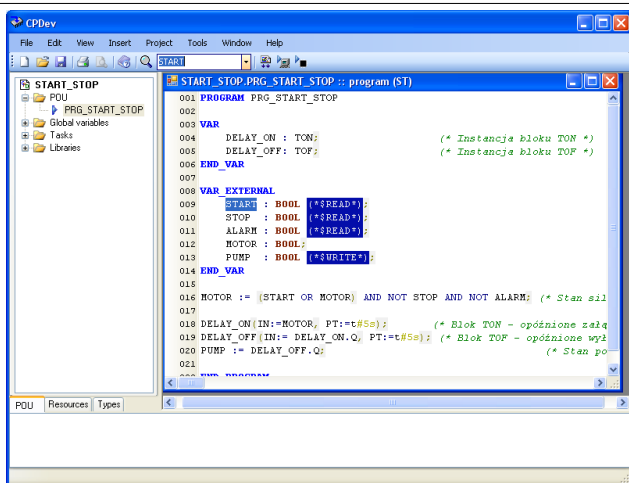 CPDev
File Edit View Insert Project Tools Window Help
START
START_STOP
POU
PRG_START_STOP
Global variables
Tasks
Libraries
START_STOP.PRG_START_STOP :: program (ST)
001 PROGRAM PRG_START_STOP
002
003 VAR
004 DELAY_ON : TON; (* Instancja bloku TON *)
005 DELAY_OFF: TOF; (* Instancja bloku TOF *)
006 END_VAR
007
008 VAR_EXTERNAL
009 START : BOOL (*$READ*);
010 STOP : BOOL (*$READ*);
011 ALARM : BOOL (*$READ*);
012 MOTOR : BOOL;
013 PUMP : BOOL (*$WRITE*);
014 END_VAR
015
016 MOTOR := (START OR MOTOR) AND NOT STOP AND NOT ALARM; (* Stan sil
017
018 DELAY_ON(IN:=MOTOR, PT:=t#5s); (* Blok TON - opóźnione załą
019 DELAY_OFF(IN:= DELAY_ON.Q, PT:=t#5s); (* Blok TOF - opóźnione wył
020 PUMP := DELAY_OFF.Q; (* Stan po
021
END_PROGRAM
POU Resources Types